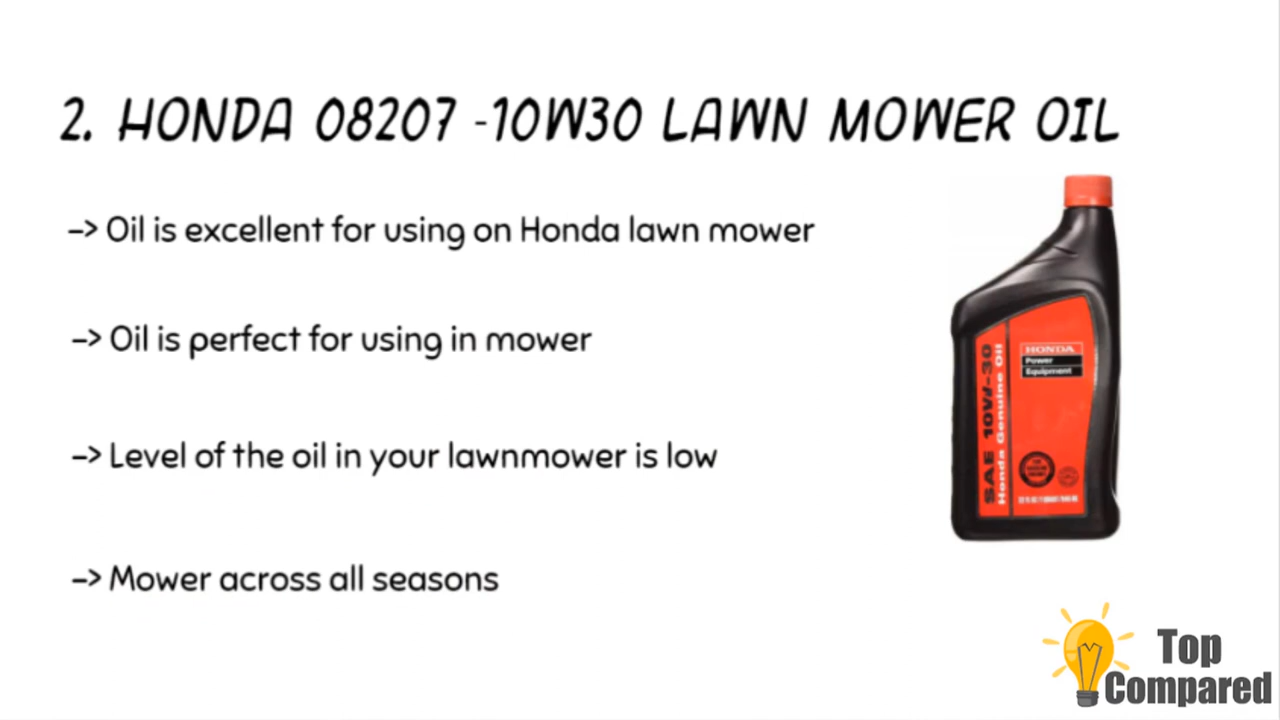 2. HONDA 08207 -10W30 LAWN MOWER OIL
-> Oil is excellent for using on Honda lawn mower
-> Oil is perfect for using in mower
-> Level of the oil in your lawnmower is low
-> Mower across all seasons
SAE 10W-30
Honda Genuine Oil
HONDA
Power
Equipment
Top
Compared